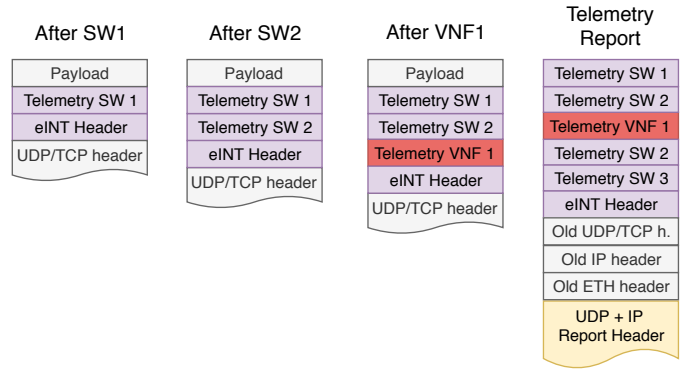 After SW1
Payload
Telemetry SW 1
eINT Header
UDP/TCP header
After SW2
Payload
Telemetry SW 1
Telemetry SW 2
eINT Header
UDP/TCP header
After VNF1
Payload
Telemetry SW 1
Telemetry SW 2
Telemetry VNF 1
eINT Header
UDP/TCP header
Telemetry
Report
Telemetry SW 1
Telemetry SW 2
Telemetry VNF 1
Telemetry SW 2
Telemetry SW 3
eINT Header
Old UDP/TCP h.
Old IP header
Old ETH header
UDP + IP
Report Header